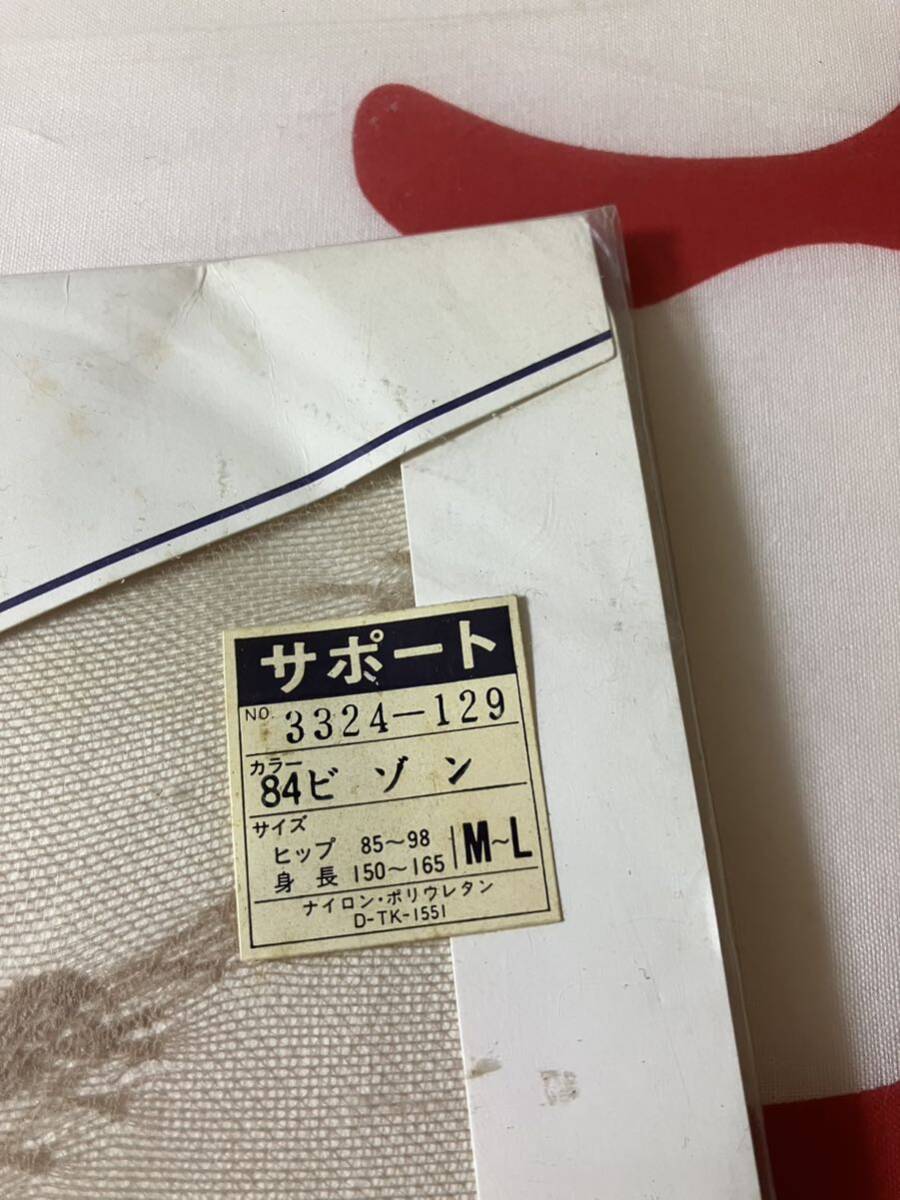 サポート
NO. 3324-129
カラー
84ビゾン
サイズ
ヒップ 85~98 M~L
身長 150~165
ナイロン・ポリウレタン
D-TK-1551